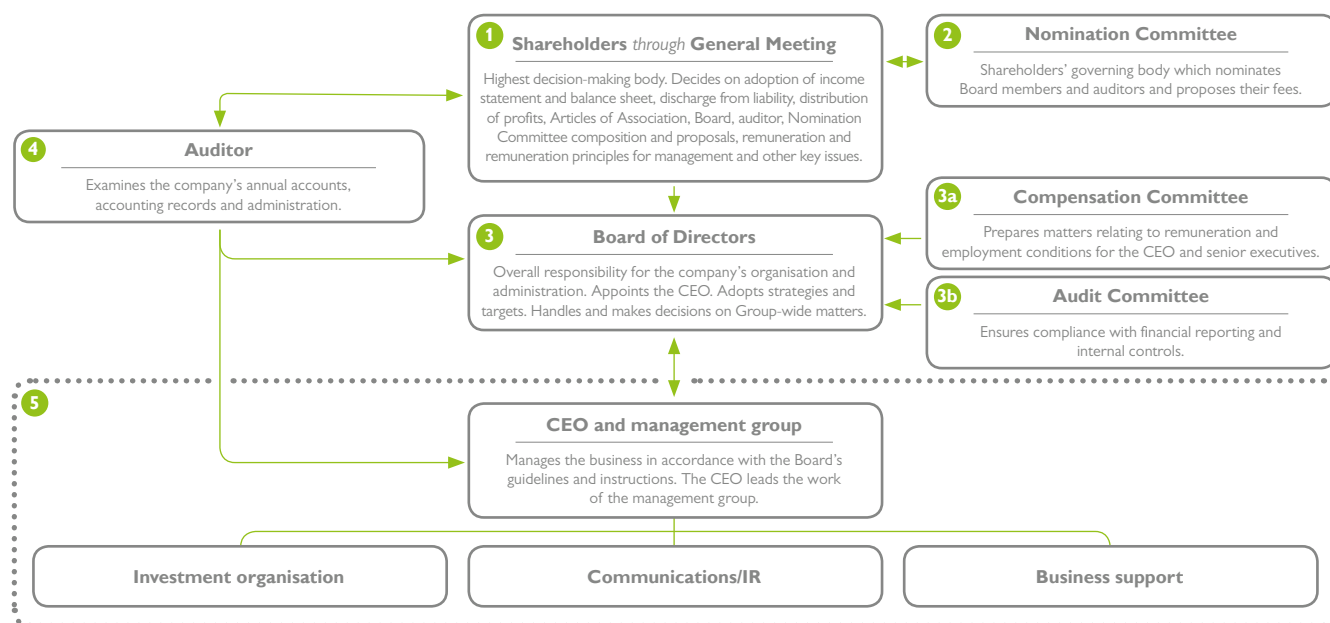 1
Shareholders through General Meeting
Highest decision-making body. Decides on adoption of income
statement and balance sheet, discharge from liability, distribution
of profits, Articles of Association, Board, auditor, Nomination
Committee composition and proposals, remuneration and
remuneration principles for management and other key issues.
2
Nomination Committee
Shareholders’ governing body which nominates
Board members and auditors and proposes their fees.
4
Auditor
Examines the company’s annual accounts,
accounting records and administration.
3
Board of Directors
Overall responsibility for the company’s organisation and
administration. Appoints the CEO. Adopts strategies and
targets. Handles and makes decisions on Group-wide matters.
3a
Compensation Committee
Prepares matters relating to remuneration and
employment conditions for the CEO and senior executives.
3b
Audit Committee
Ensures compliance with financial reporting and
internal controls.
5
CEO and management group
Manages the business in accordance with the Board’s
guidelines and instructions. The CEO leads the work
of the management group.
Investment organisation
Communications/IR
Business support